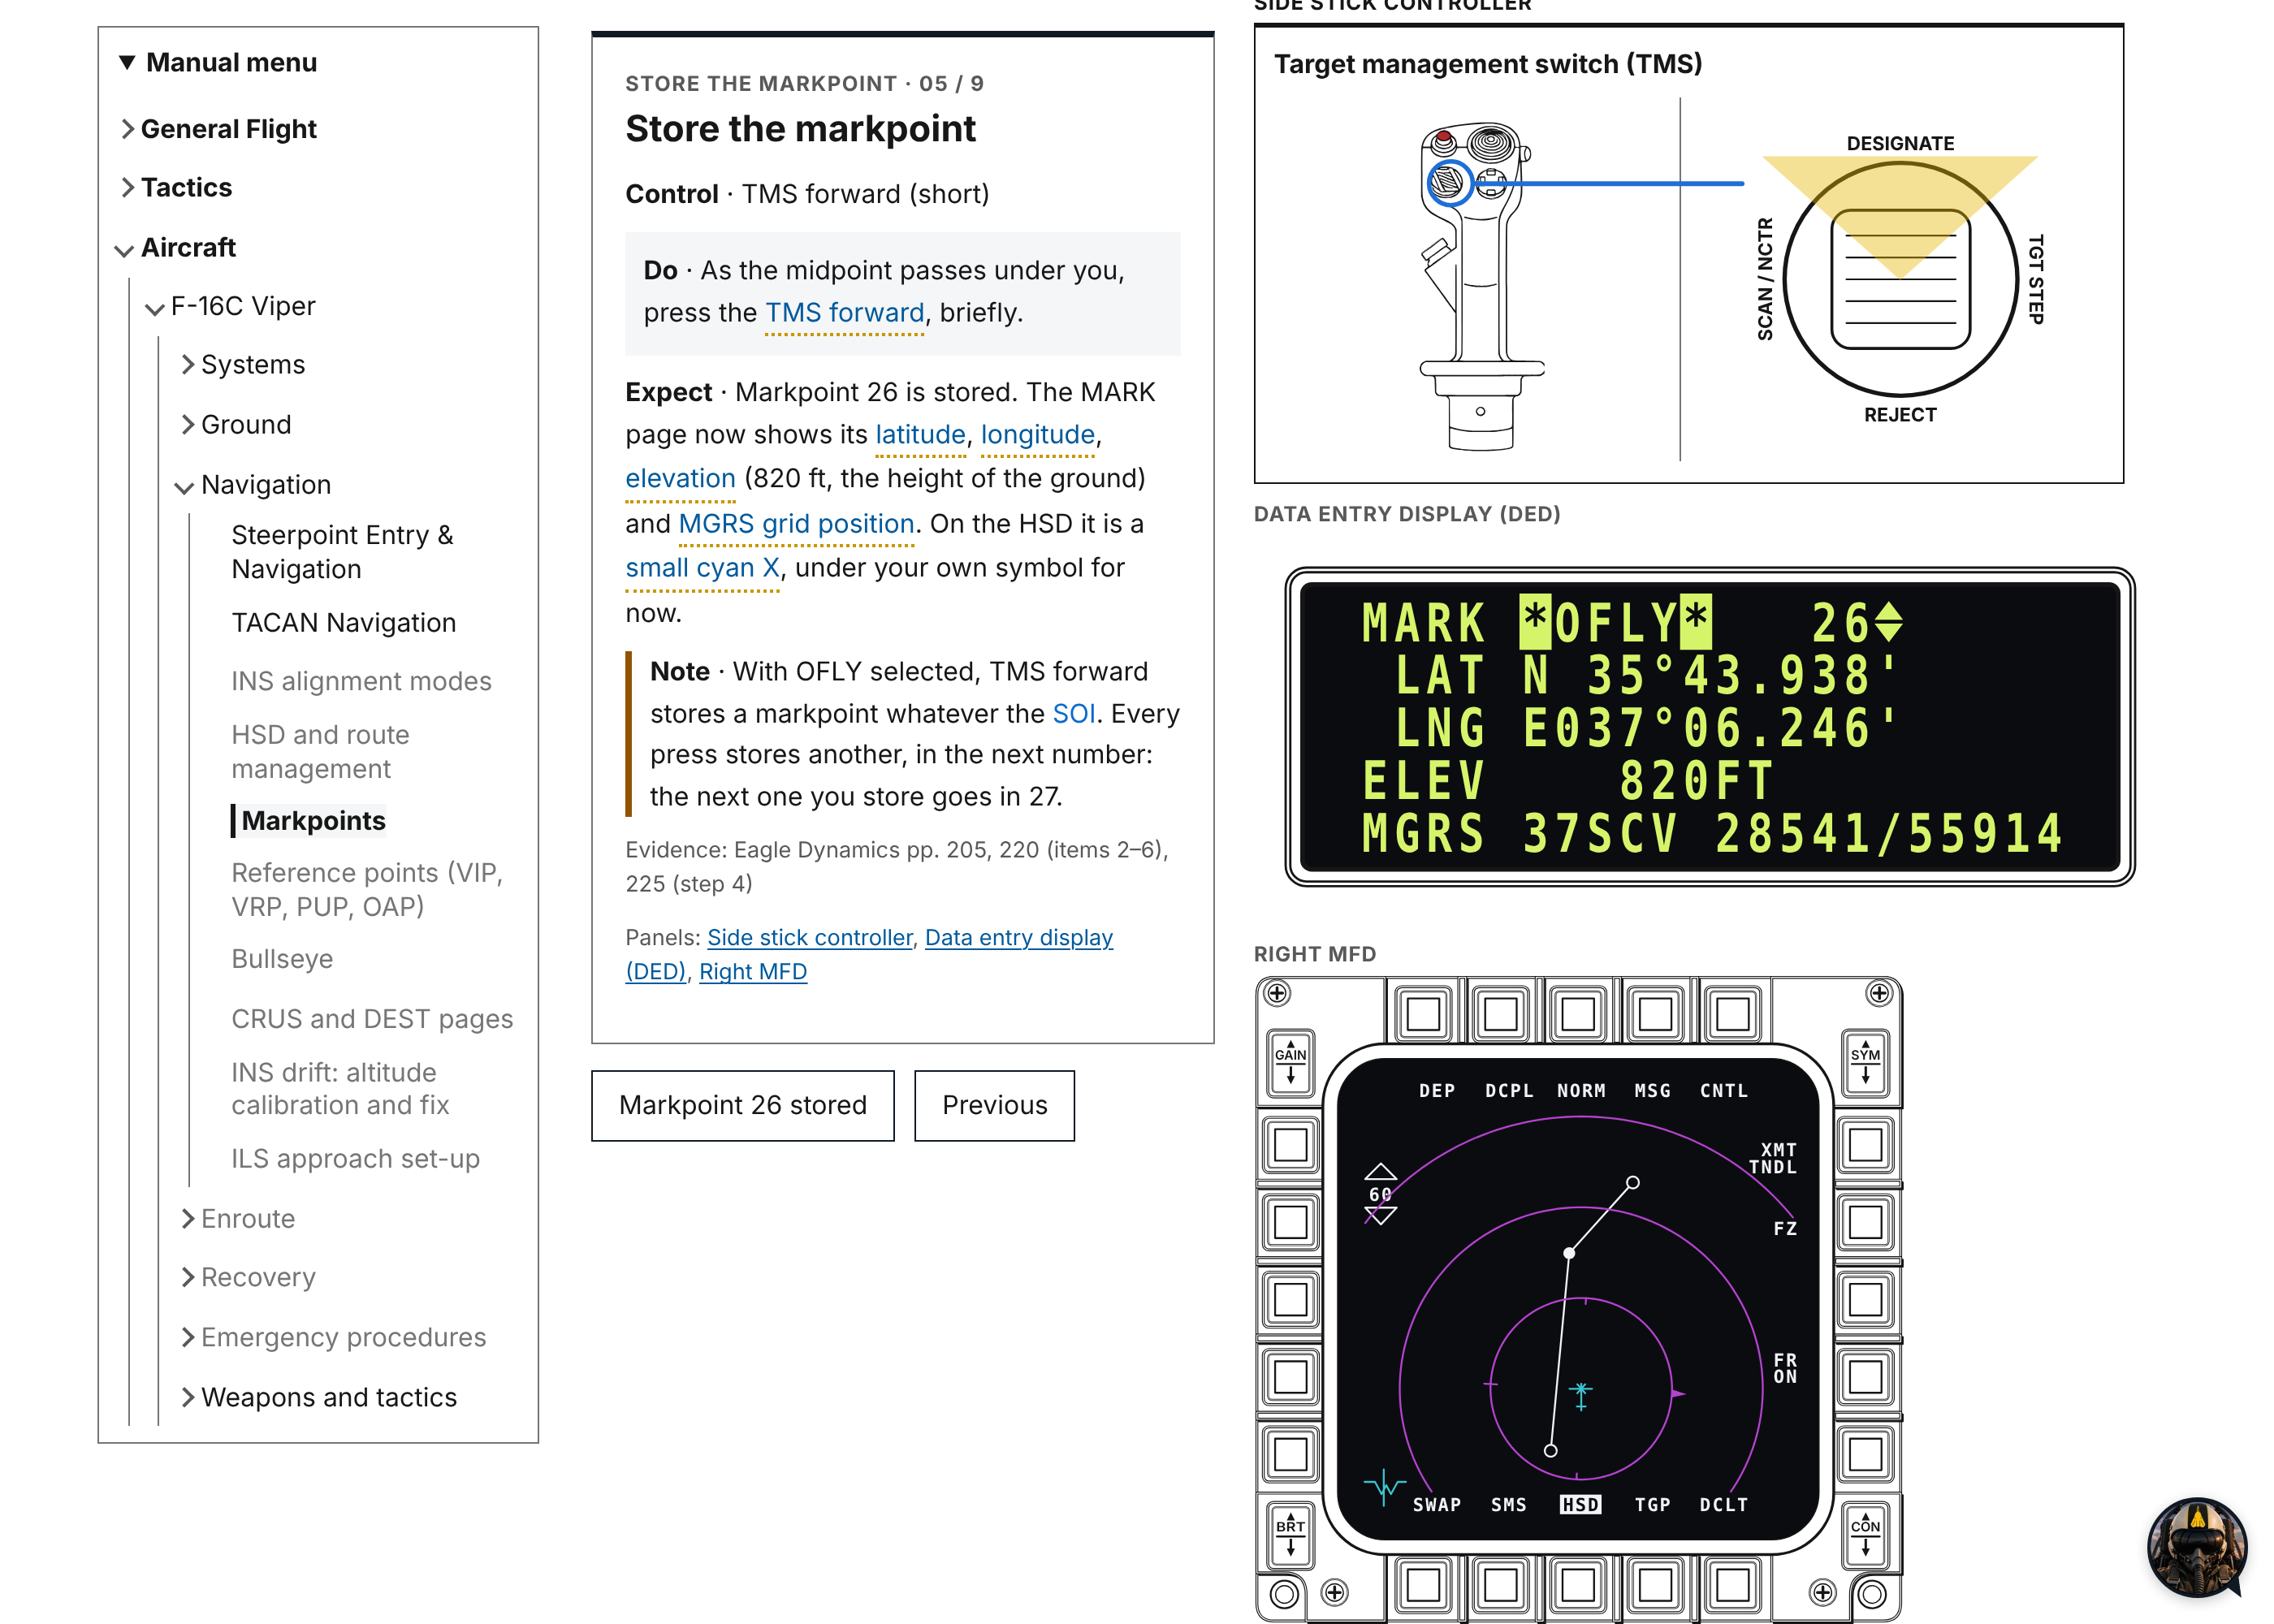 Manual menu
General Flight
Tactics
Aircraft
F-16C Viper
Systems
Ground
Navigation
Steerpoint Entry &
Navigation
TACAN Navigation
INS alignment modes
HSD and route
management
Markpoints
Reference points (VIP,
VRP, PUP, OAP)
Bullseye
CRUS and DEST pages
INS drift: altitude
calibration and fix
ILS approach set-up
Enroute
Recovery
Emergency procedures
Weapons and tactics
STORE THE MARKPOINT · 05 / 9
Store the markpoint
Control · TMS forward (short)
Do · As the midpoint passes under you,
press the TMS forward, briefly.
Expect · Markpoint 26 is stored. The MARK
page now shows its latitude, longitude,
elevation (820 ft, the height of the ground)
and MGRS grid position. On the HSD it is a
small cyan X, under your own symbol for
now.
Note · With OFLY selected, TMS forward
stores a markpoint whatever the SOI. Every
press stores another, in the next number:
the next one you store goes in 27.
Evidence: Eagle Dynamics pp. 205, 220 (items 2–6),
225 (step 4)
Panels: Side stick controller, Data entry display
(DED), Right MFD
Markpoint 26 stored
Previous
SIDE STICK CONTROLLER
Target management switch (TMS)
DESIGNATE
SCAN / NCTR
TGT STEP
REJECT
DATA ENTRY DISPLAY (DED)
MARK *OFLY* 26
LAT N 35°43.938'
LNG E037°06.246'
ELEV 820FT
MGRS 37SCV 28541/55914
RIGHT MFD
GAIN
SYM
DEP DCPL NORM MSG CNTL
XMT
TNDL
60
FZ
FR
ON
SWAP SMS HSD TGP DCLT
BRT
CON